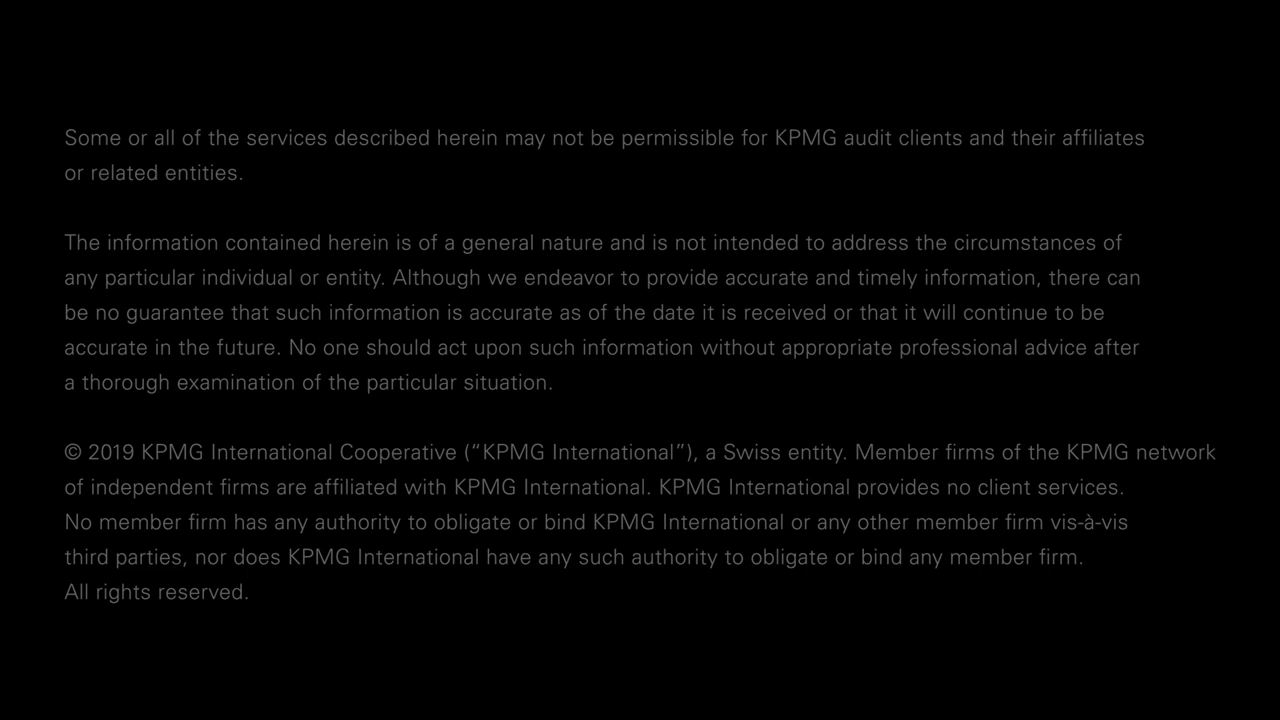 Some or all of the services described herein may not be permissible for KPMG audit clients and their affiliates
or related entities.
The information contained herein is of a general nature and is not intended to address the circumstances of
any particular individual or entity. Although we endeavor to provide accurate and timely information, there can
be no guarantee that such information is accurate as of the date it is received or that it will continue to be
accurate in the future. No one should act upon such information without appropriate professional advice after
a thorough examination of the particular situation.
© 2019 KPMG International Cooperative (“KPMG International”), a Swiss entity. Member firms of the KPMG network
of independent firms are affiliated with KPMG International. KPMG International provides no client services.
No member firm has any authority to obligate or bind KPMG International or any other member firm vis-à-vis
third parties, nor does KPMG International have any such authority to obligate or bind any member firm.
All rights reserved.